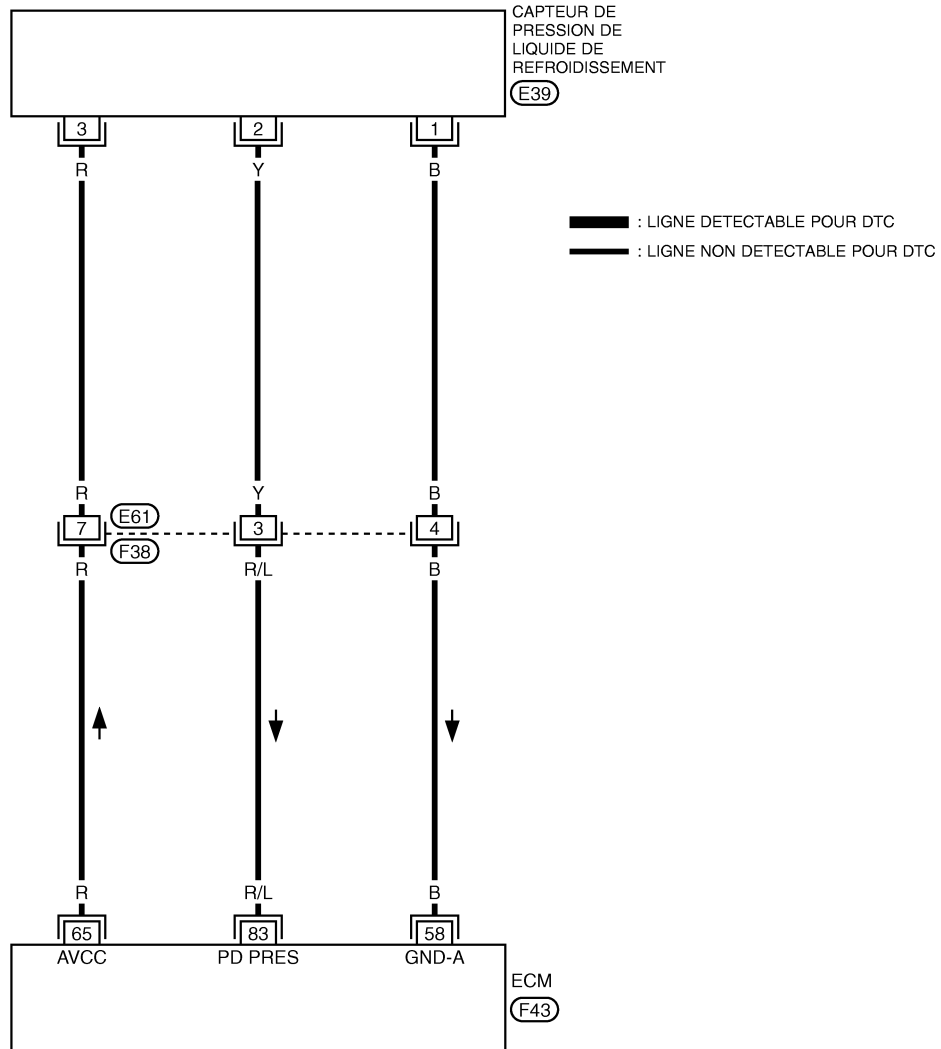 CAPTEUR DE
PRESSION DE
LIQUIDE DE
REFROIDISSEMENT
E39
3 2 1
R Y B
: LIGNE DETECTABLE POUR DTC
: LIGNE NON DETECTABLE POUR DTC
R Y B
7 E61 3 4
F38
R R/L B
R R/L B
65 83 58
AVCC PD PRES GND-A
ECM
F43